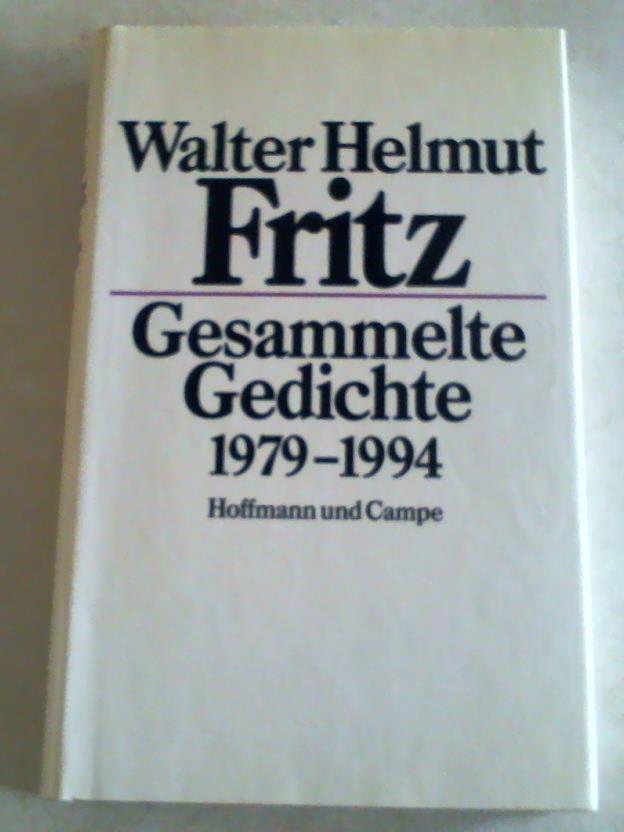 Walter Helmut
Fritz
Gesammelte
Gedichte
1979–1994
Hoffmann und Campe